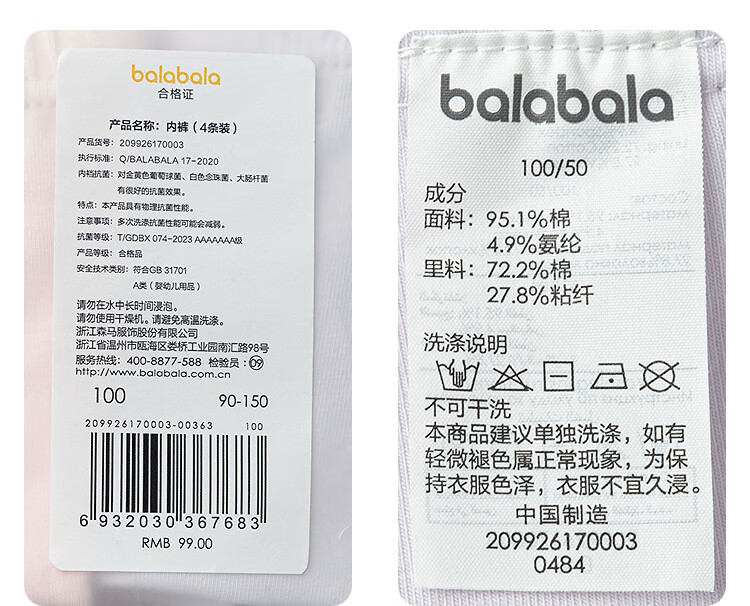 balabala
合格证
产品名称：内裤（4条装）
产品货号：209926170003
执行标准：Q/BALABALA 17-2020
内裆抗菌：对金黄色葡萄球菌、白色念珠菌、大肠杆菌
有很好的抗菌效果。
特点：本产品具有物理抗菌性能。
注意事项：多次洗涤抗菌性能可能会减弱。
抗菌等级：T/GDBX 074-2023 AAAAAAA级
产品等级：合格品
安全技术类别：符合GB 31701
A类（婴幼儿用品）
请勿在水中长时间浸泡。
请勿使用干燥机。请避免高温洗涤。
浙江森马服饰股份有限公司
浙江省温州市瓯海区娄桥工业园南汇路98号
服务热线：400-8877-588 检验员：09
http://www.balabala.com.cn
100 90-150
209926170003-00363 100
6 932030 367683
RMB 99.00
balabala
100/50
成分
面料：95.1%棉
4.9%氨纶
里料：72.2%棉
27.8%粘纤
洗涤说明
不可干洗
本商品建议单独洗涤，如有
轻微褪色属正常现象，为保
持衣服色泽，衣服不宜久浸。
中国制造
209926170003
0484